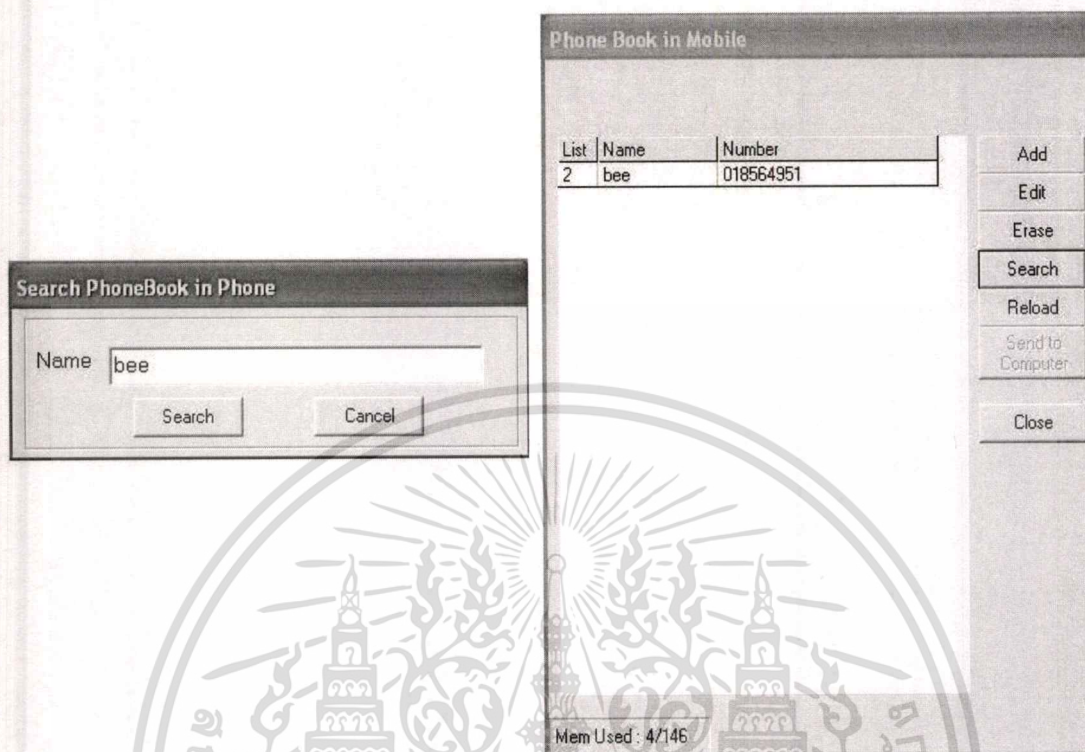 Search PhoneBook in Phone
Name bee
Search Cancel
Phone Book in Mobile
List Name Number
2 bee 018564951
Add
Edit
Erase
Search
Reload
Send to
Computer
Close
Mem Used : 4/146